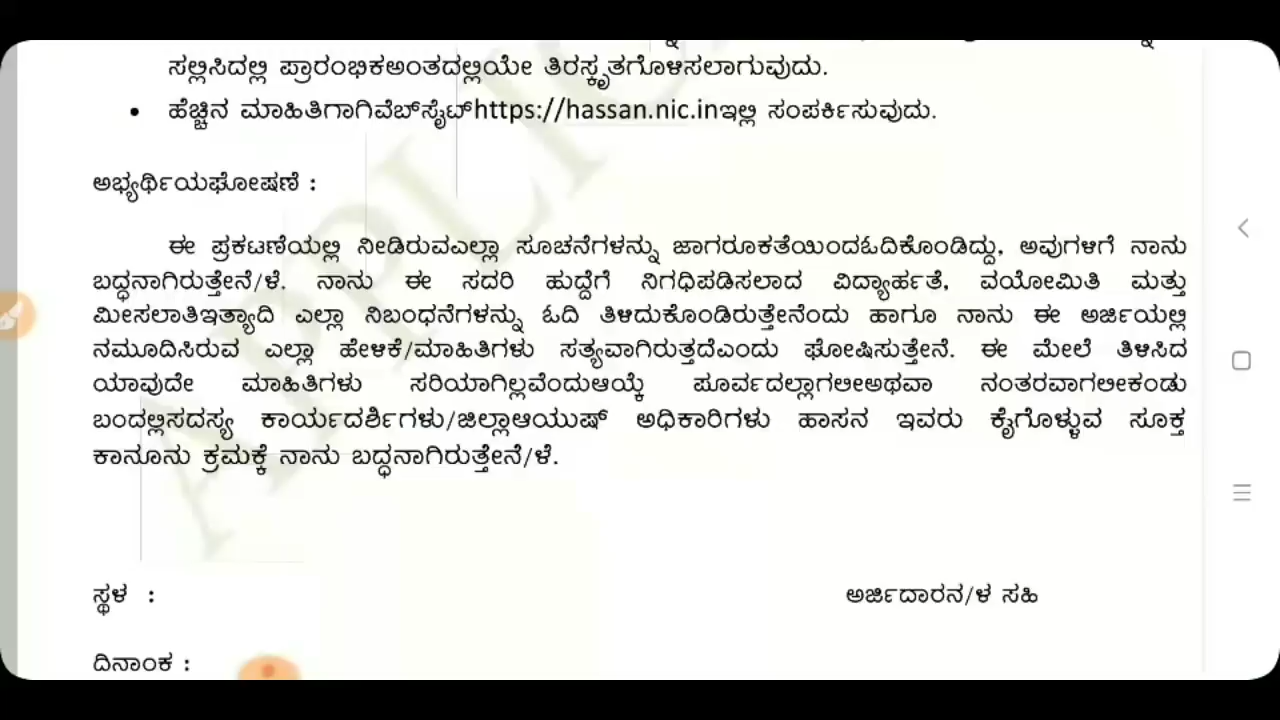 ಸಲ್ಲಿಸಿದಲ್ಲಿ ಪ್ರಾರಂಭಿಕಅಂತದಲ್ಲಿಯೇ ತಿರಸ್ಕೃತಗೊಳಿಸಲಾಗುವುದು.
• ಹೆಚ್ಚಿನ ಮಾಹಿತಿಗಾಗಿವೆಬ್‌ಸೈಟ್https://hassan.nic.inಇಲ್ಲಿ ಸಂಪರ್ಕಿಸುವುದು.
ಅಭ್ಯರ್ಥಿಯಘೋಷಣೆ :
ಈ ಪ್ರಕಟಣೆಯಲ್ಲಿ ನೀಡಿರುವಎಲ್ಲಾ ಸೂಚನೆಗಳನ್ನು ಜಾಗರೂಕತೆಯಿಂದಓದಿಕೊಂಡಿದ್ದು, ಅವುಗಳಿಗೆ ನಾನು
ಬದ್ಧನಾಗಿರುತ್ತೇನೆ/ಳೆ. ನಾನು ಈ ಸದರಿ ಹುದ್ದೆಗೆ ನಿಗಧಿಪಡಿಸಲಾದ ವಿದ್ಯಾರ್ಹತೆ, ವಯೋಮಿತಿ ಮತ್ತು
ಮೀಸಲಾತಿಇತ್ಯಾದಿ ಎಲ್ಲಾ ನಿಬಂಧನೆಗಳನ್ನು ಓದಿ ತಿಳಿದುಕೊಂಡಿರುತ್ತೇನೆಂದು ಹಾಗೂ ನಾನು ಈ ಅರ್ಜಿಯಲ್ಲಿ
ನಮೂದಿಸಿರುವ ಎಲ್ಲಾ ಹೇಳಿಕೆ/ಮಾಹಿತಿಗಳು ಸತ್ಯವಾಗಿರುತ್ತದೆಎಂದು ಘೋಷಿಸುತ್ತೇನೆ. ಈ ಮೇಲೆ ತಿಳಿಸಿದ
ಯಾವುದೇ ಮಾಹಿತಿಗಳು ಸರಿಯಾಗಿಲ್ಲವೆಂದುಆಯ್ಕೆ ಪೂರ್ವದಲ್ಲಾಗಲೀಅಥವಾ ನಂತರವಾಗಲೀಕಂಡು
ಬಂದಲ್ಲಿಸದಸ್ಯ ಕಾರ್ಯದರ್ಶಿಗಳು/ಜಿಲ್ಲಾಆಯುಷ್ ಅಧಿಕಾರಿಗಳು ಹಾಸನ ಇವರು ಕೈಗೊಳ್ಳುವ ಸೂಕ್ತ
ಕಾನೂನು ಕ್ರಮಕ್ಕೆ ನಾನು ಬದ್ಧನಾಗಿರುತ್ತೇನೆ/ಳೆ.
ಸ್ಥಳ : ಅರ್ಜಿದಾರನ/ಳ ಸಹಿ
ದಿನಾಂಕ :